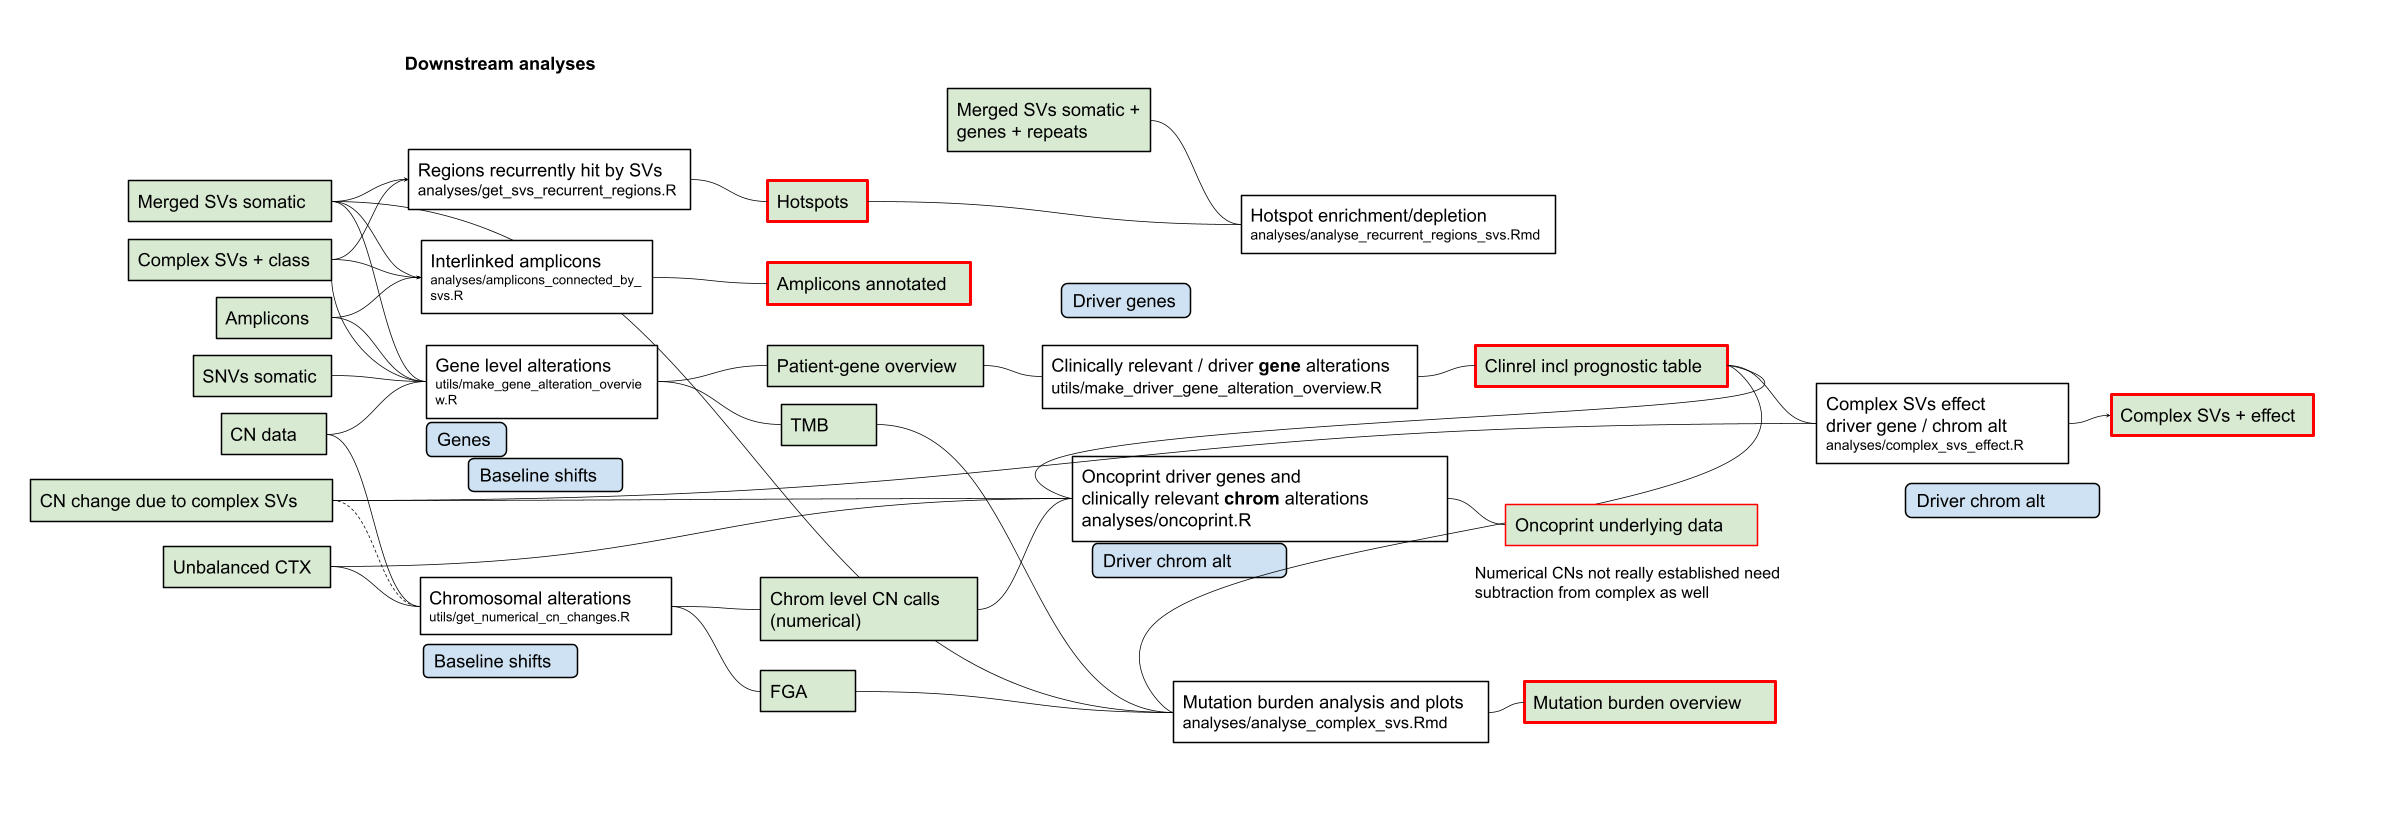 Downstream analyses
Merged SVs somatic +
genes + repeats
Regions recurrently hit by SVs
analyses/get_svs_recurrent_regions.R
Merged SVs somatic
Hotspots
Hotspot enrichment/depletion
analyses/analyse_recurrent_regions_svs.Rmd
Complex SVs + class
Interlinked amplicons
analyses/amplicons_connected_by_
svs.R
Amplicons annotated
Driver genes
Amplicons
Gene level alterations
utils/make_gene_alteration_overvie
w.R
Patient-gene overview
Clinically relevant / driver gene alterations
utils/make_driver_gene_alteration_overview.R
Clinrel incl prognostic table
SNVs somatic
Complex SVs effect
driver gene / chrom alt
analyses/complex_svs_effect.R
Complex SVs + effect
TMB
CN data
Genes
Baseline shifts
Oncoprint driver genes and
clinically relevant chrom alterations
analyses/oncoprint.R
CN change due to complex SVs
Driver chrom alt
Oncoprint underlying data
Driver chrom alt
Unbalanced CTX
Numerical CNs not really established need
subtraction from complex as well
Chromosomal alterations
utils/get_numerical_cn_changes.R
Chrom level CN calls
(numerical)
Baseline shifts
FGA
Mutation burden analysis and plots
analyses/analyse_complex_svs.Rmd
Mutation burden overview